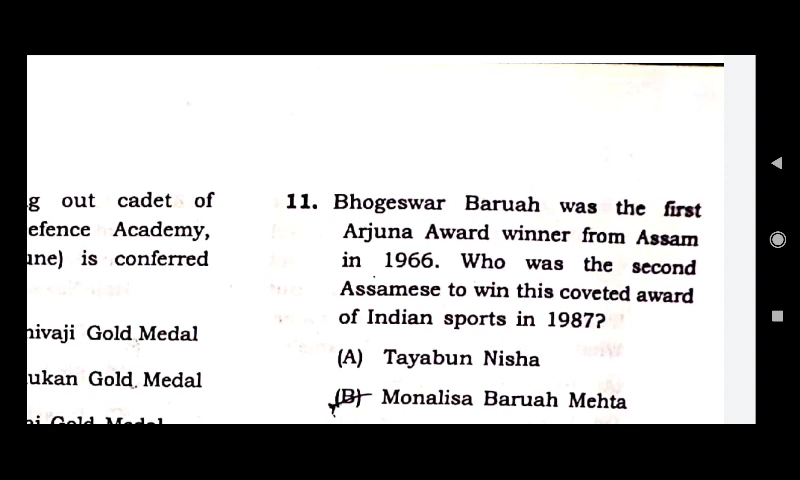 g out cadet of
efence Academy,
une) is conferred
hivaji Gold Medal
ukan Gold Medal
11. Bhogeswar Baruah was the first
Arjuna Award winner from Assam
in 1966. Who was the second
Assamese to win this coveted award
of Indian sports in 1987?
(A) Tayabun Nisha
(B) Monalisa Baruah Mehta